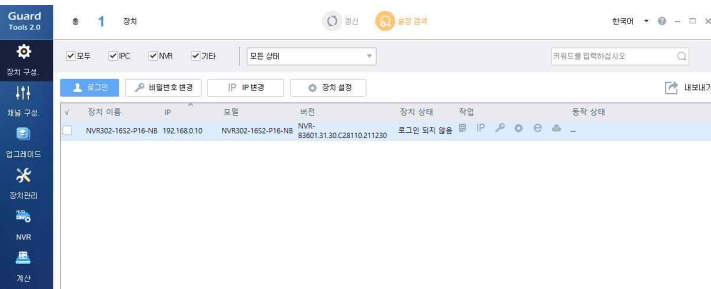 Guard
Tools 2.0
총 1 장치
갱신
설정 검색
한국어
장치 구성.
채널 구성.
업그레이드
장치관리
NVR
계산
모두 IPC NVR 기타 모든 상태
키워드를 입력하십시오
로그인 비밀번호 변경 IP IP 변경 장치 설정 내보내기
√ 장치 이름 IP 모델 버전 장치 상태 작업 동작 상태
NVR302-16S2-P16-NB 192.168.0.10 NVR302-16S2-P16-NB NVR-B3601.31.30.C28110.211230 로그인 되지 않음 IP --